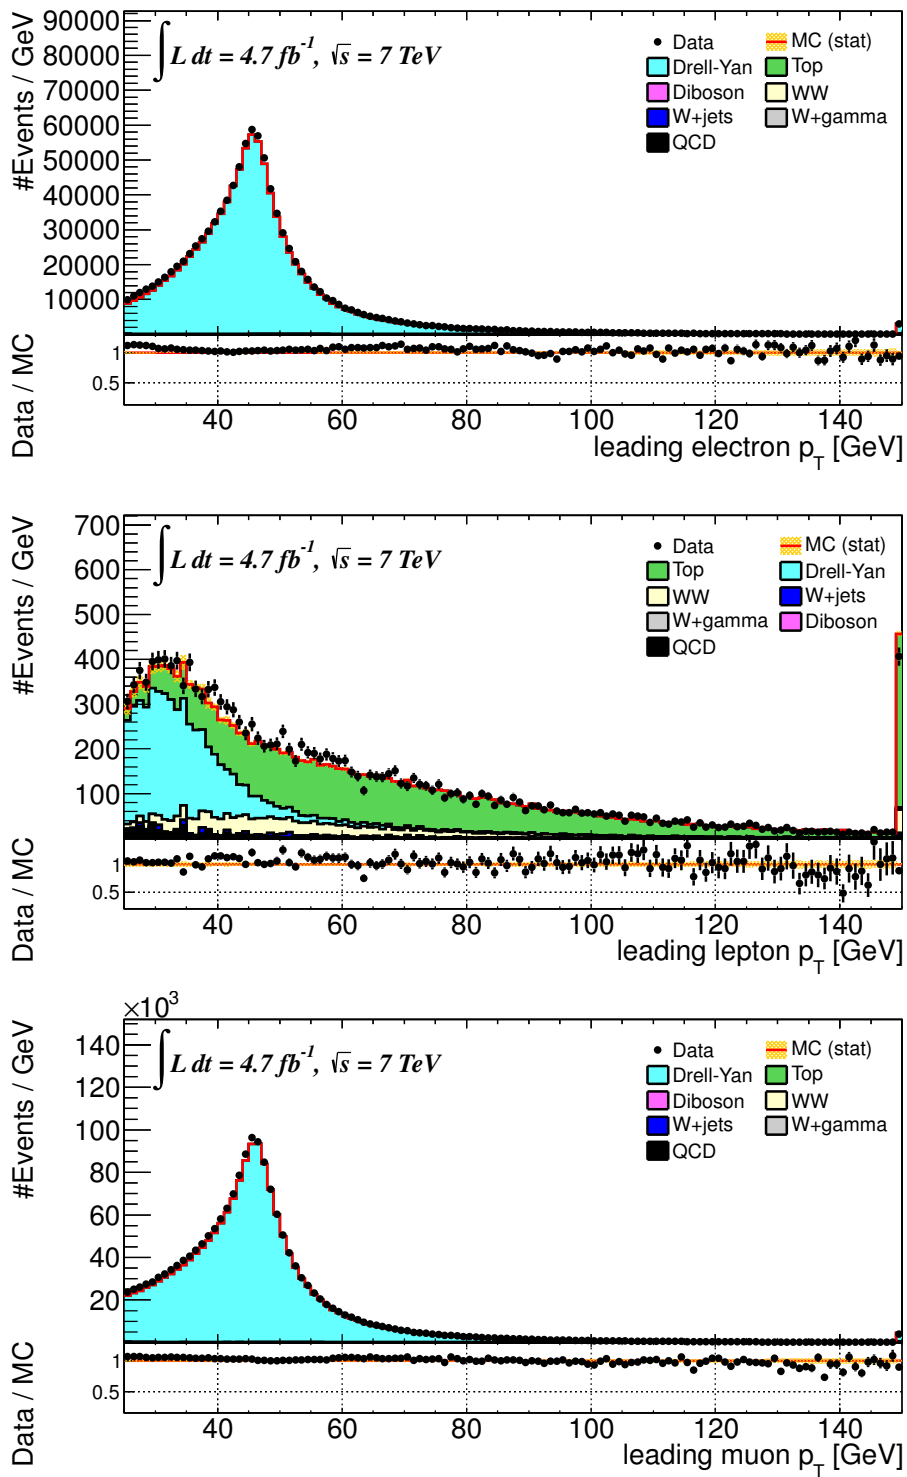 90000
80000
70000
60000
50000
40000
30000
20000
10000
#Events / GeV
∫ L dt = 4.7 fb⁻¹, √s = 7 TeV
Data MC (stat)
Drell-Yan Top
Diboson WW
W+jets W+gamma
QCD
Data / MC
1
0.5
40 60 80 100 120 140
leading electron p_T [GeV]
700
600
500
400
300
200
100
#Events / GeV
∫ L dt = 4.7 fb⁻¹, √s = 7 TeV
Data MC (stat)
Top Drell-Yan
WW W+jets
W+gamma Diboson
QCD
Data / MC
1
0.5
40 60 80 100 120 140
leading lepton p_T [GeV]
×10³
140
120
100
80
60
40
20
#Events / GeV
∫ L dt = 4.7 fb⁻¹, √s = 7 TeV
Data MC (stat)
Drell-Yan Top
Diboson WW
W+jets W+gamma
QCD
Data / MC
1
0.5
40 60 80 100 120 140
leading muon p_T [GeV]